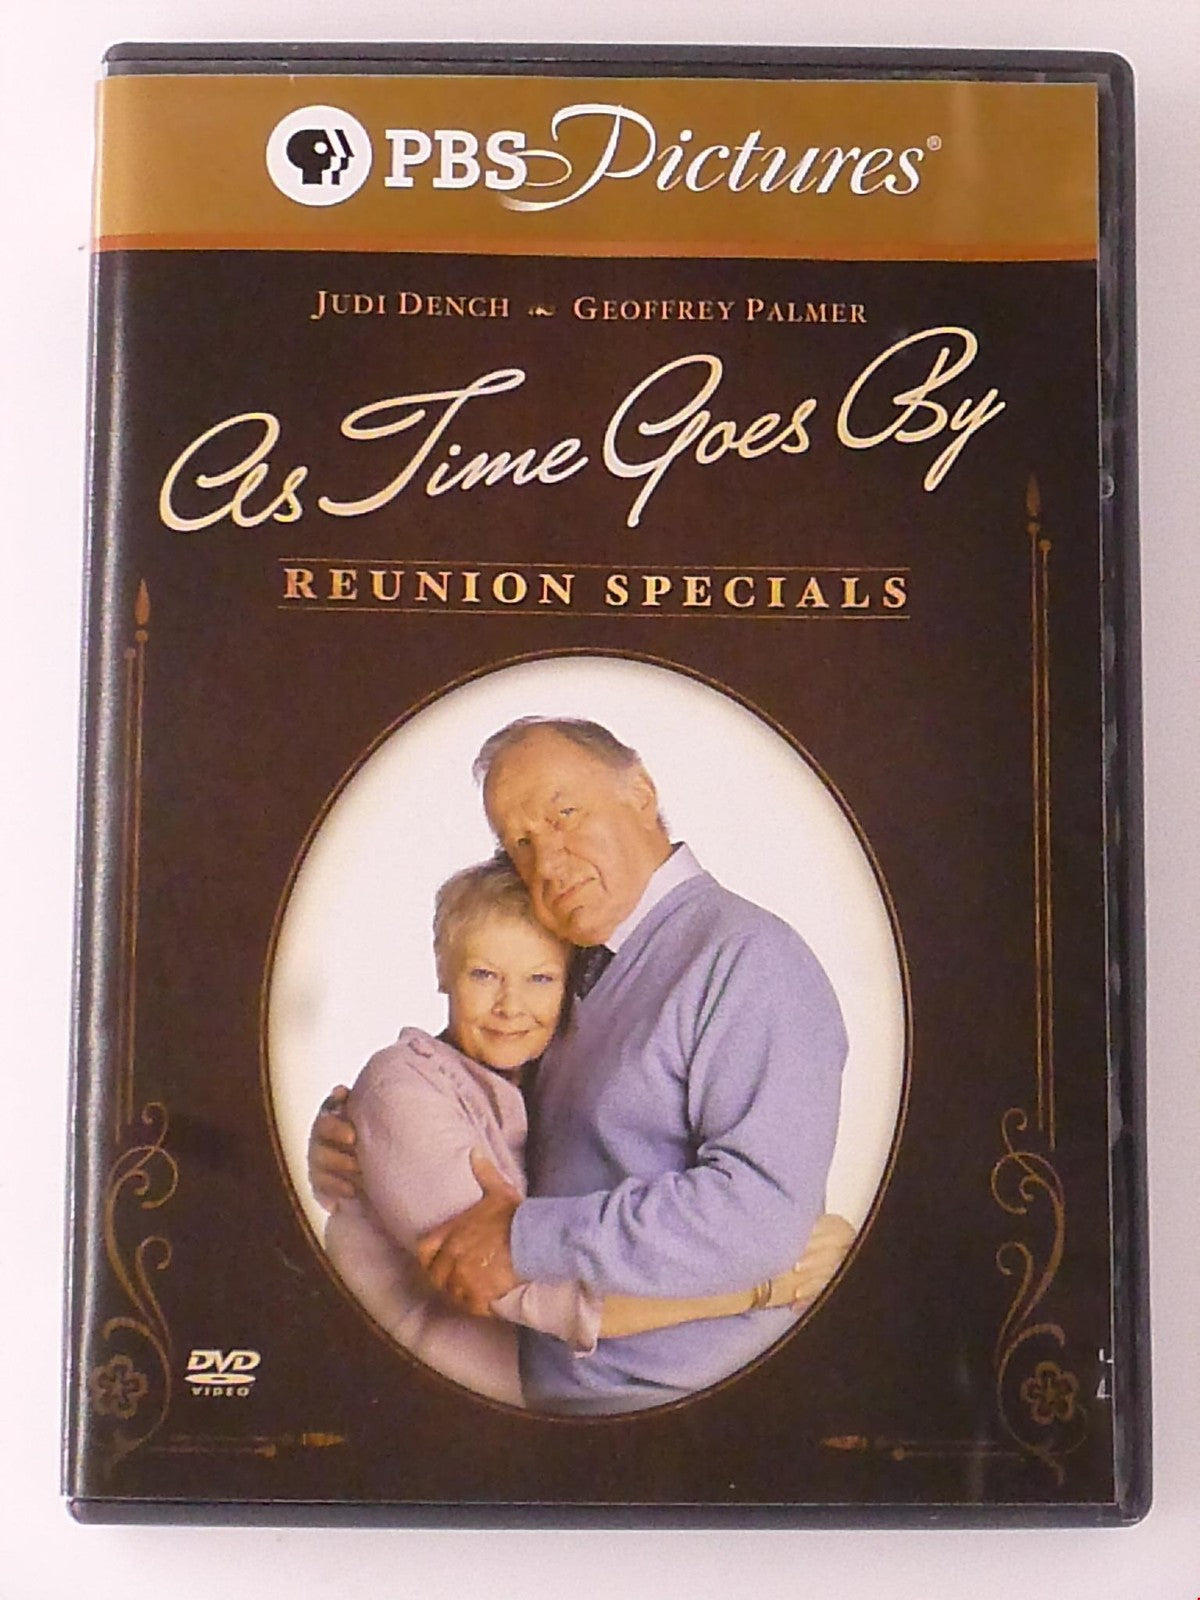 PBS Pictures®
JUDI DENCH GEOFFREY PALMER
As Time Goes By
REUNION SPECIALS
DVD
VIDEO